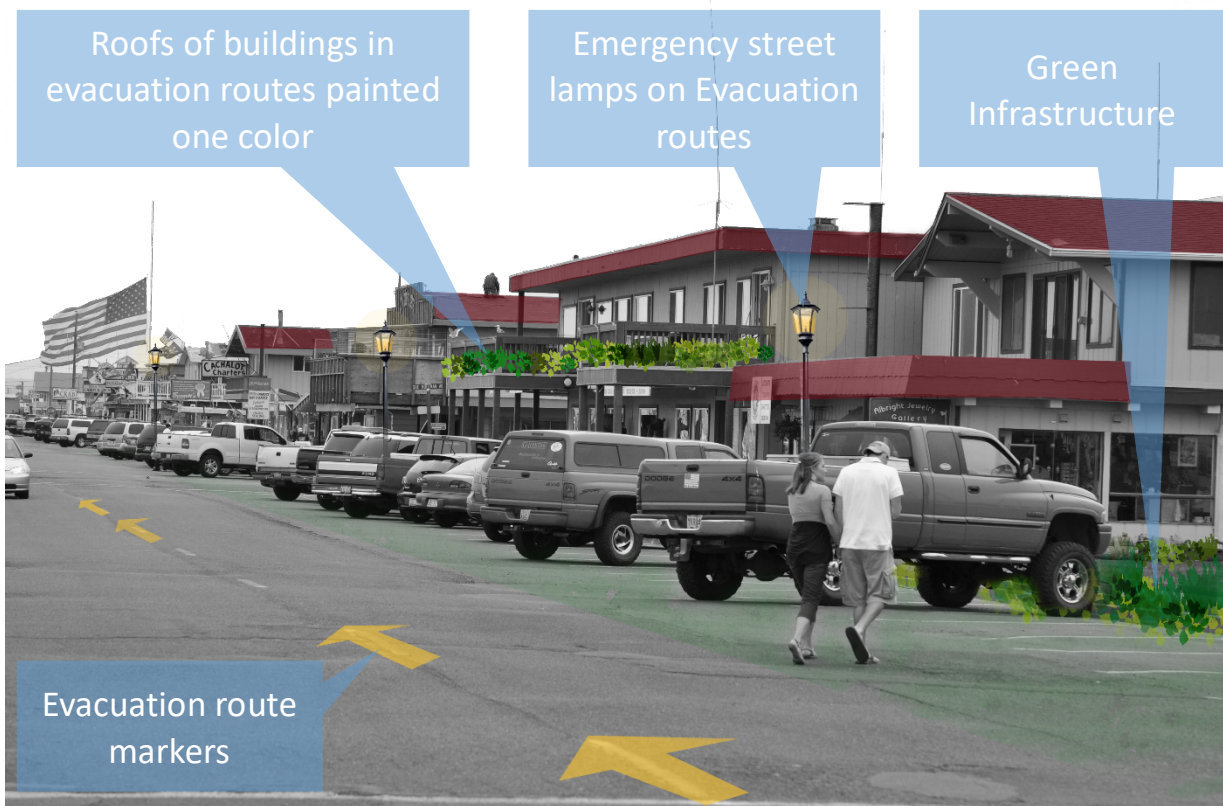 Roofs of buildings in
evacuation routes painted
one color
Emergency street
lamps on Evacuation
routes
Green
Infrastructure
CACHALOT
Charters
Albright Jewelry
Gallery
DODGE
4x4
Evacuation route
markers